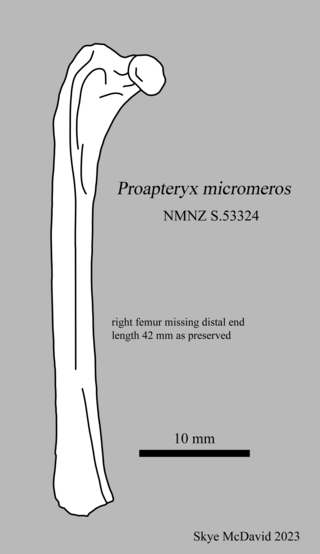 Proapteryx micromeros
NMNZ S.53324
right femur missing distal end
length 42 mm as preserved
10 mm
Skye McDavid 2023